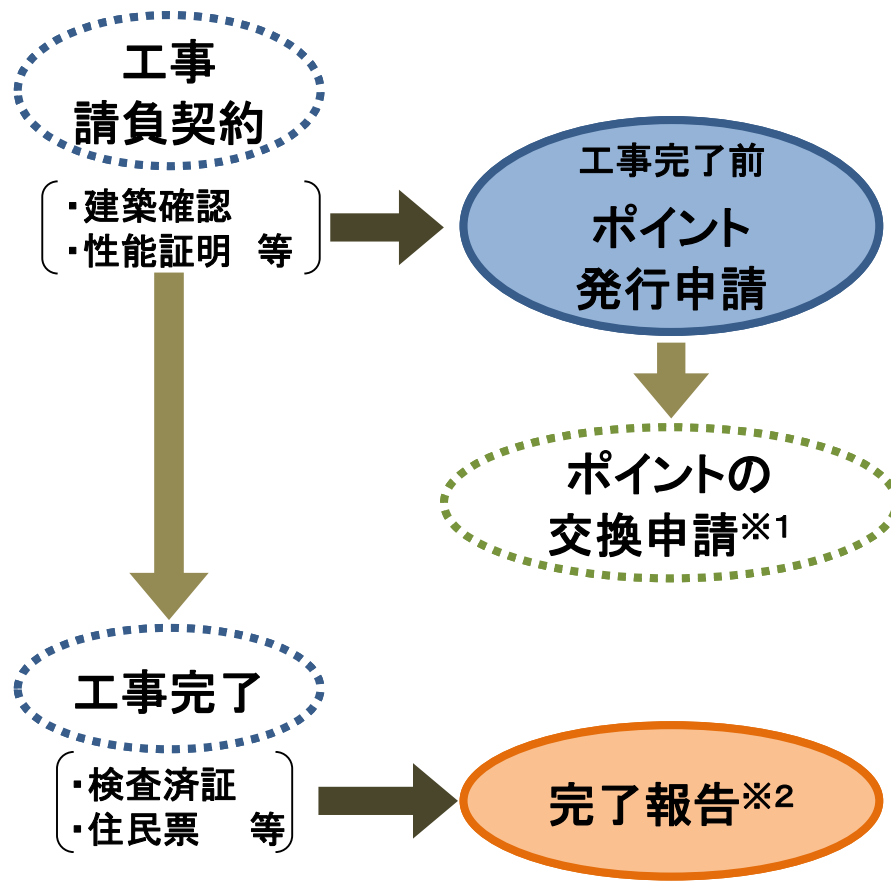 工事
請負契約
・建築確認
・性能証明 等
工事完了前
ポイント
発行申請
ポイントの
交換申請※1
工事完了
・検査済証
・住民票 等
完了報告※2